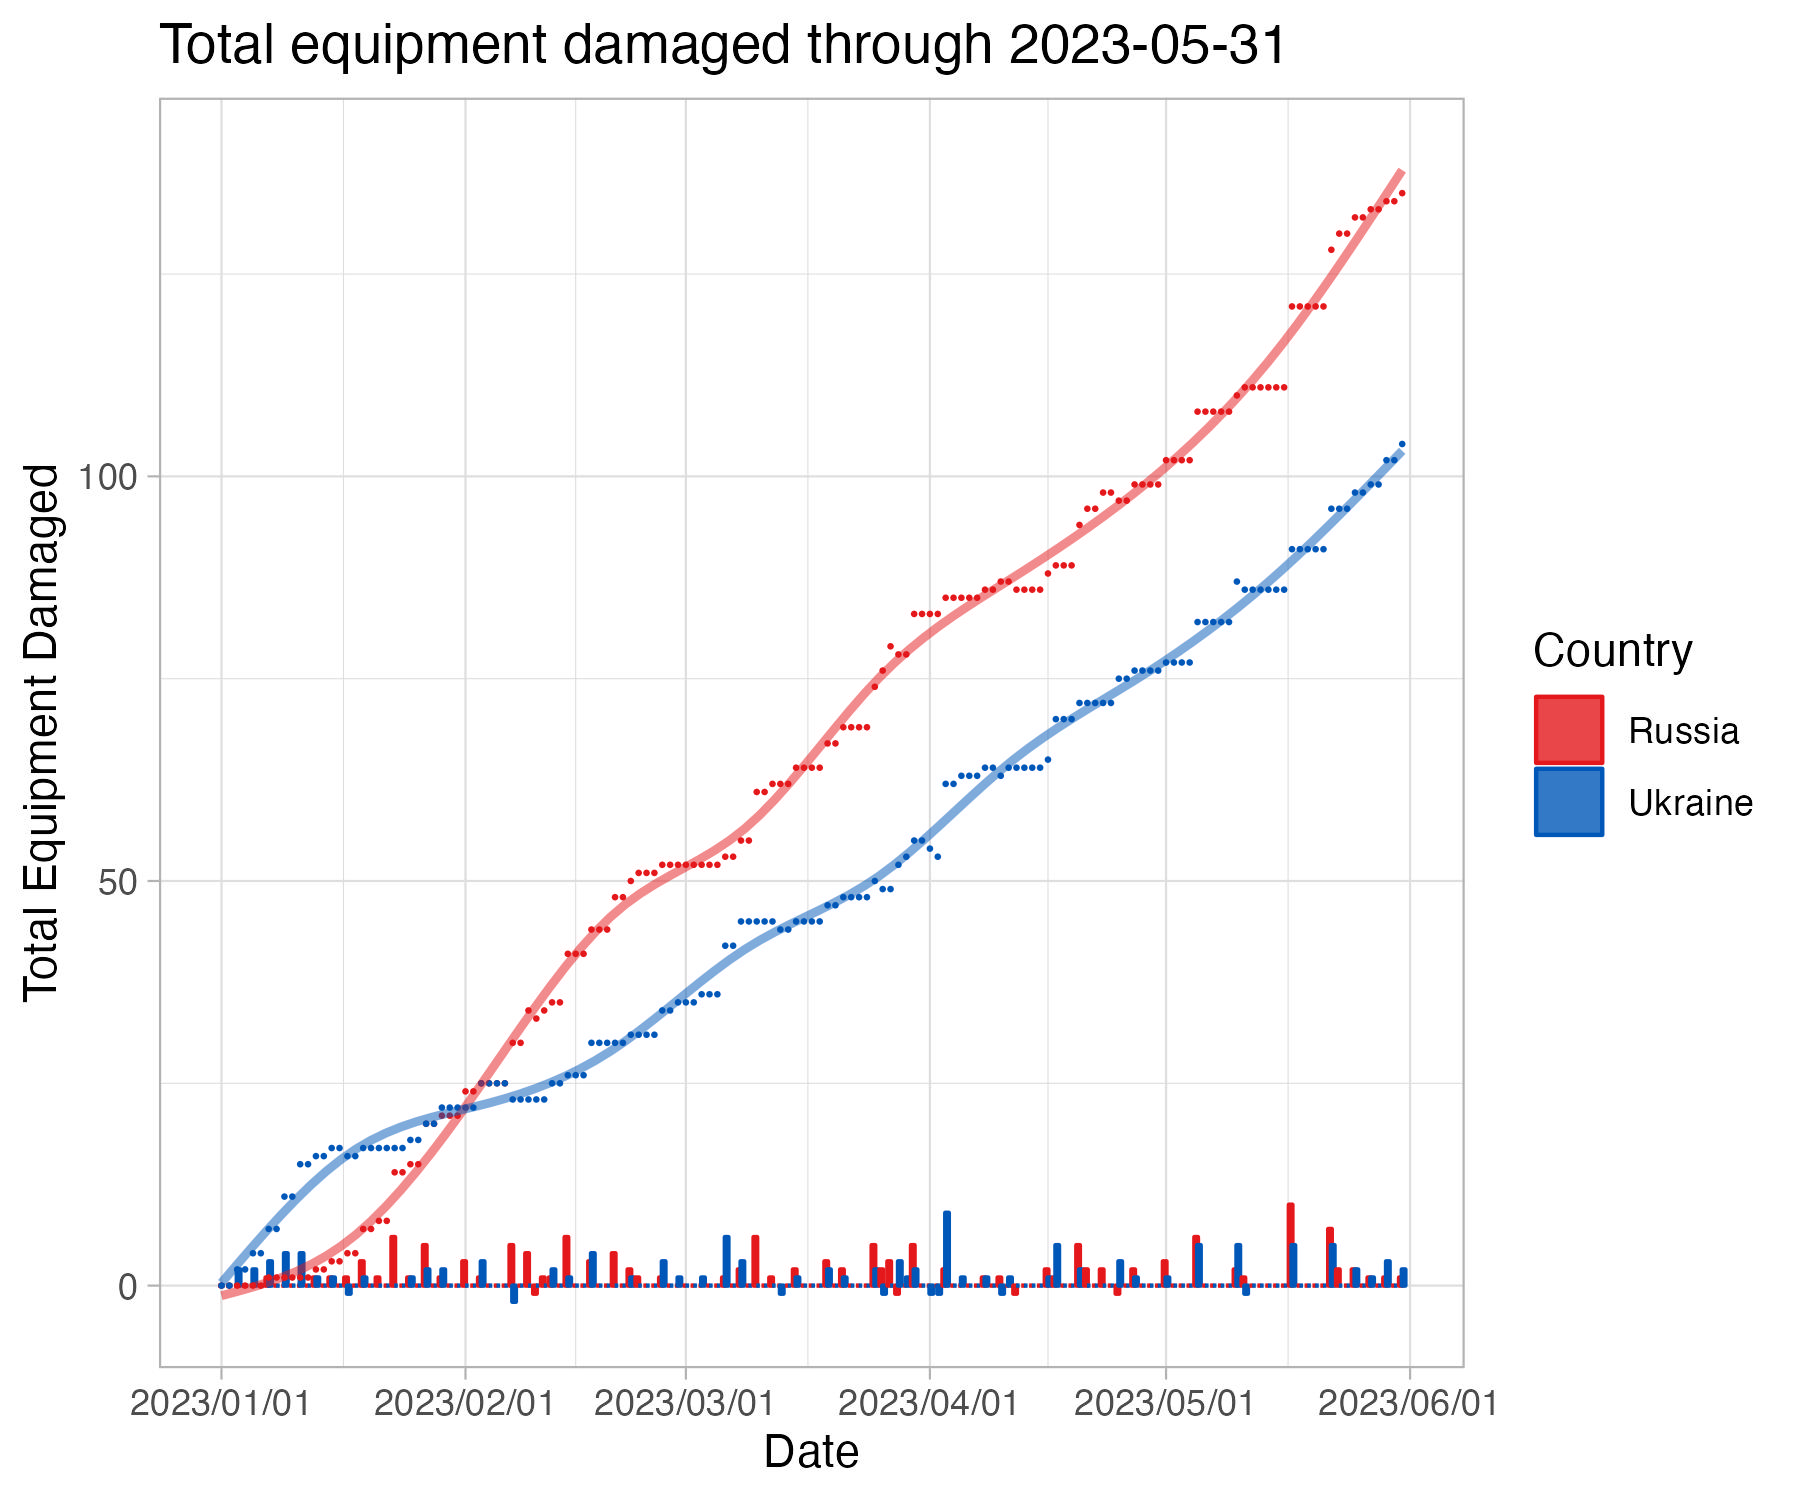 Total equipment damaged through 2023-05-31
Total Equipment Damaged
100
50
0
2023/01/01 2023/02/01 2023/03/01 2023/04/01 2023/05/01 2023/06/01
Date
Country
Russia
Ukraine